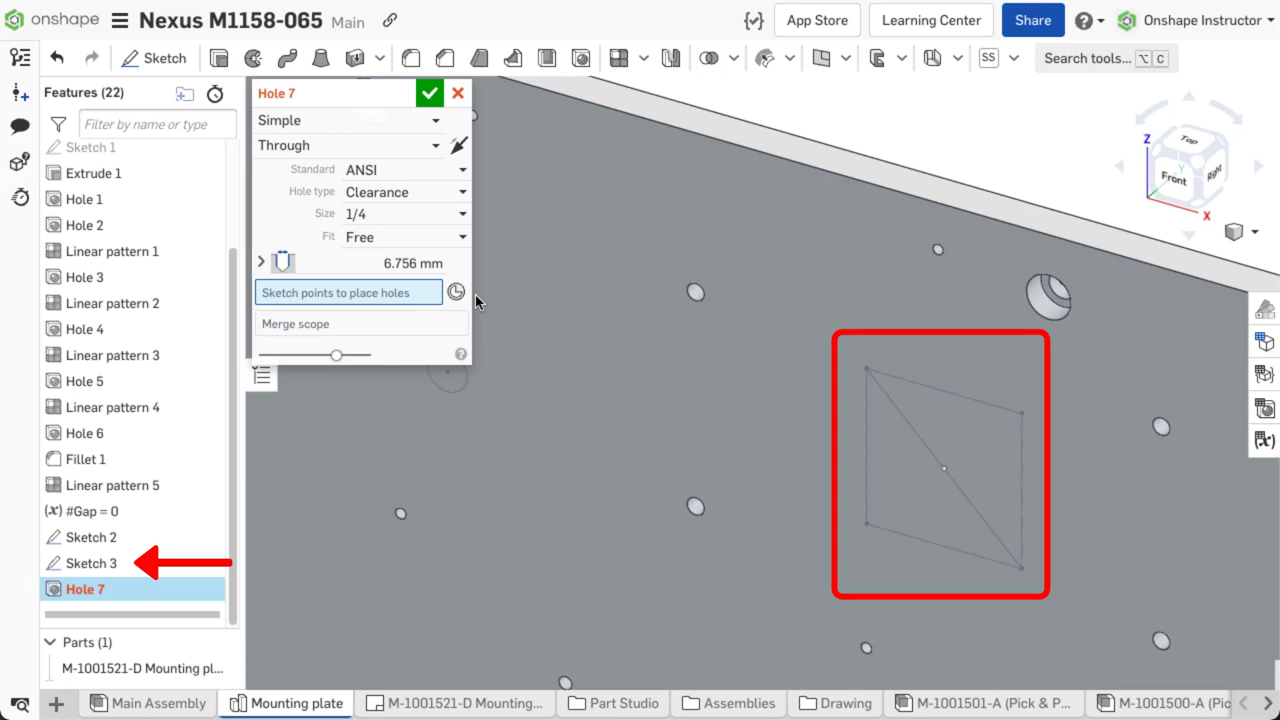 onshape
Nexus M1158-065 Main
App Store
Learning Center
Share
Onshape Instructor
Sketch
SS
Search tools... ⌥ C
Features (22)
Filter by name or type
Sketch 1
Extrude 1
Hole 1
Hole 2
Linear pattern 1
Hole 3
Linear pattern 2
Hole 4
Linear pattern 3
Hole 5
Linear pattern 4
Hole 6
Fillet 1
Linear pattern 5
(x) #Gap = 0
Sketch 2
Sketch 3
Hole 7
Parts (1)
M-1001521-D Mounting pl...
Hole 7
Simple
Through
Standard ANSI
Hole type Clearance
Size 1/4
Fit Free
6.756 mm
Sketch points to place holes
Merge scope
Z
Top
Y
Front
Right
X
Main Assembly
Mounting plate
M-1001521-D Mounting...
Part Studio
Assemblies
Drawing
M-1001501-A (Pick & P...
M-1001500-A (Pic